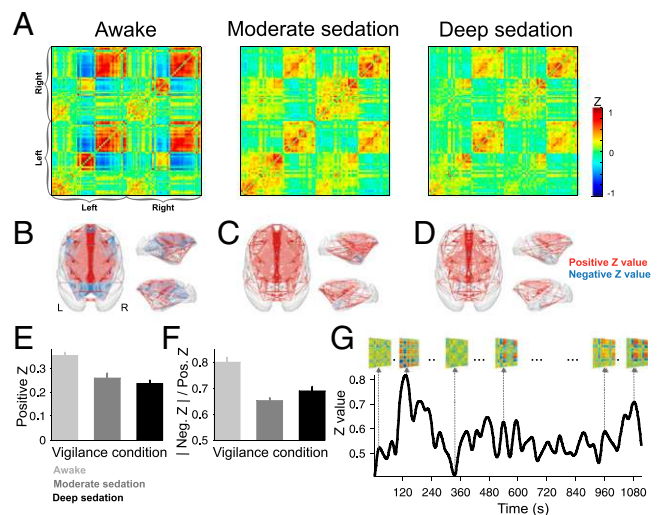 A
Awake
Moderate sedation
Deep sedation
Right
Left
Left
Right
Z
1
0
-1
B
C
D
L
R
Positive Z value
Negative Z value
E
F
G
Positive Z
0.3
0.2
0.1
0
Vigilance condition
Awake
Moderate sedation
Deep sedation
| Neg. Z | / Pos. Z
0.8
0.7
0.6
0.5
Vigilance condition
. .. ... ... ... .
Z value
0.8
0.7
0.6
0.5
120 240 360 480 600 720 840 960 1080
Time (s)